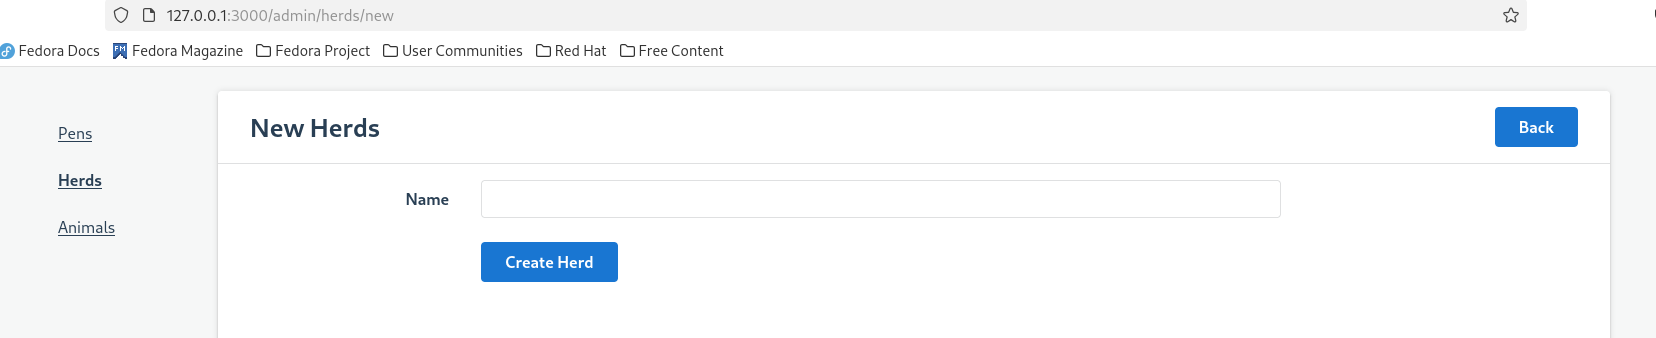 127.0.0.1:3000/admin/herds/new
Fedora Docs Fedora Magazine Fedora Project User Communities Red Hat Free Content
Pens
Herds
Animals
New Herds Back
Name
Create Herd